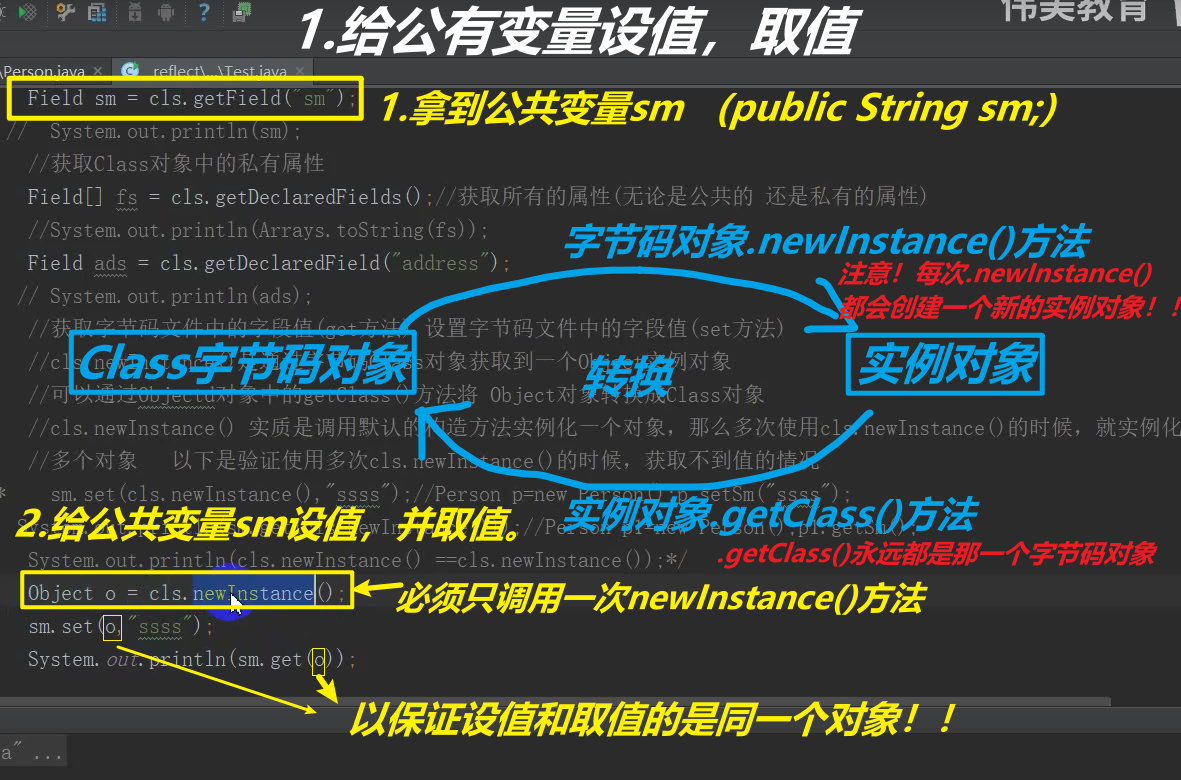 伟美教育
1.给公有变量设值，取值
\Person.java × reflect\...\Test.java ×
Field sm = cls.getField("sm");
1.拿到公共变量sm (public String sm;)
// System.out.println(sm);
//获取Class对象中的私有属性
Field[] fs = cls.getDeclaredFields();//获取所有的属性(无论是公共的 还是私有的属性)
//System.out.println(Arrays.toString(fs));
字节码对象.newInstance()方法
Field ads = cls.getDeclaredField("address");
注意！每次.newInstance()
// System.out.println(ads);
都会创建一个新的实例对象！！
//获取字节码文件中的字段值(get方法) 设置字节码文件中的字段值(set方法)
//cls.newInstance 对象获取到一个Object实例对象
Class字节码对象
转换
实例对象
//可以通过Objectd对象中的getClass()方法将 Object对象转换成Class对象
//cls.newInstance() 实质是调用默认的构造方法实例化一个对象，那么多次使用cls.newInstance()的时候，就实例化
//多个对象 以下是验证使用多次cls.newInstance()的时候，获取不到值的情况
* sm.set(cls.newInstance(),"ssss");//Person p=new Person();p.setSm("ssss");
2.给公共变量sm设值，并取值。
实例对象.getClass()方法
System.out.println(cls.newInstance() ==cls.newInstance());*/
.getClass()永远都是那一个字节码对象
Object o = cls.newInstance();
必须只调用一次newInstance()方法
sm.set(o,"ssss");
System.out.println(sm.get(o));
以保证设值和取值的是同一个对象！！
a" ...